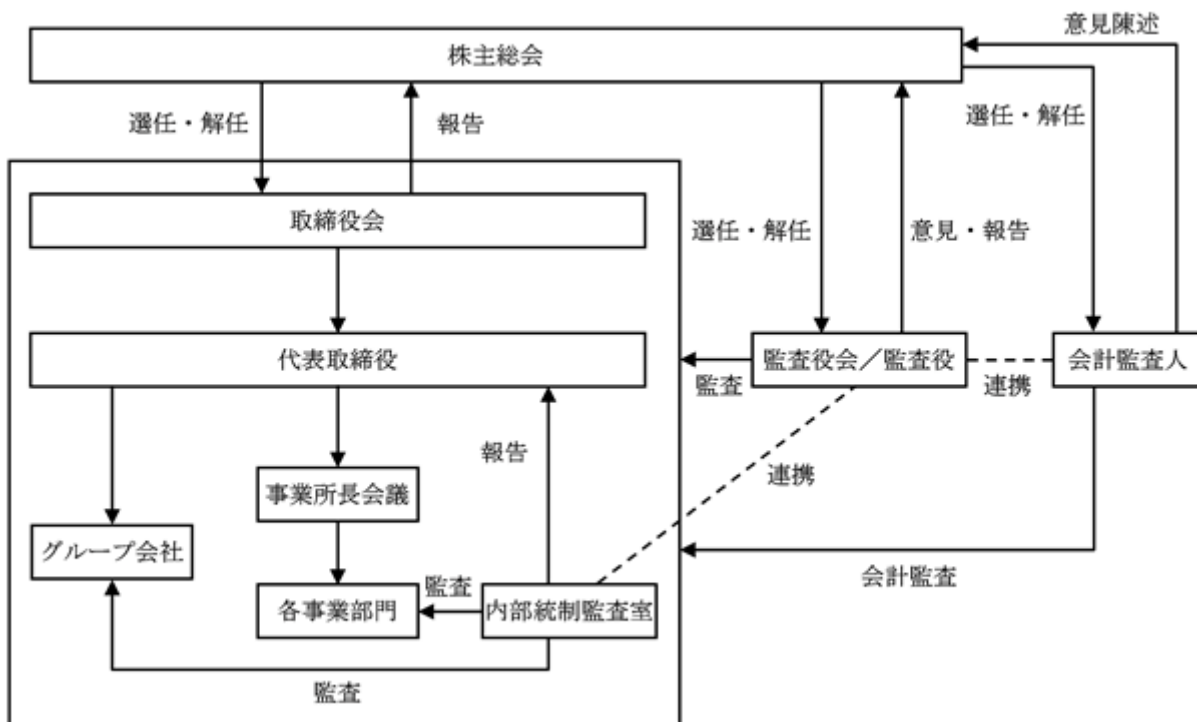 意見陳述
株主総会
選任・解任
報告
選任・解任
取締役会
選任・解任
意見・報告
代表取締役
監査役会／監査役
会計監査人
監査
連携
報告
連携
事業所長会議
グループ会社
会計監査
監査
各事業部門
内部統制監査室
監査